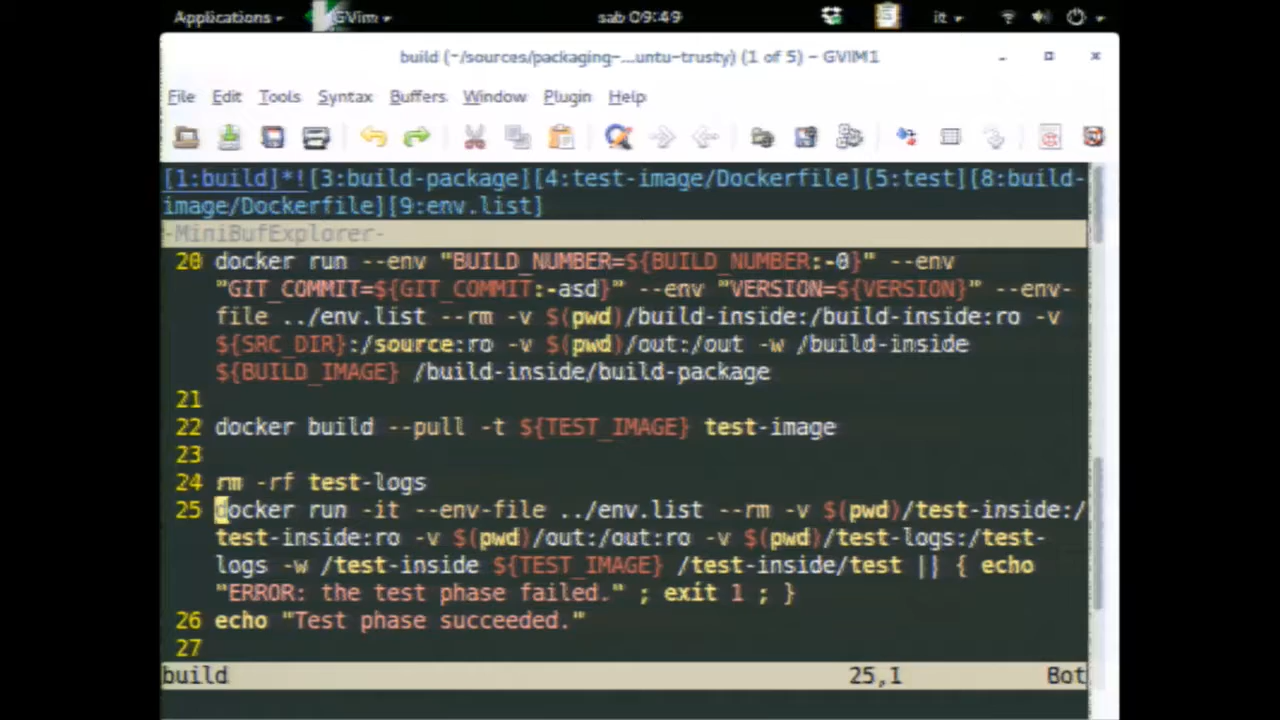 Applications GVim sab 09:49 it
build (~/sources/packaging-...untu-trusty) (1 of 5) - GVIM1
File Edit Tools Syntax Buffers Window Plugin Help
[1:build]*![3:build-package][4:test-image/Dockerfile][5:test][8:build-
image/Dockerfile][9:env.list]
-MiniBufExplorer-
20 docker run --env "BUILD_NUMBER=${BUILD_NUMBER:-0}" --env
"GIT_COMMIT=${GIT_COMMIT:-asd}" --env "VERSION=${VERSION}" --env-
file ../env.list --rm -v $(pwd)/build-inside:/build-inside:ro -v
${SRC_DIR}:/source:ro -v $(pwd)/out:/out -w /build-inside
${BUILD_IMAGE} /build-inside/build-package
21
22 docker build --pull -t ${TEST_IMAGE} test-image
23
24 rm -rf test-logs
25 docker run -it --env-file ../env.list --rm -v $(pwd)/test-inside:/
test-inside:ro -v $(pwd)/out:/out:ro -v $(pwd)/test-logs:/test-
logs -w /test-inside ${TEST_IMAGE} /test-inside/test || { echo
"ERROR: the test phase failed." ; exit 1 ; }
26 echo "Test phase succeeded."
27
build 25,1 Bot